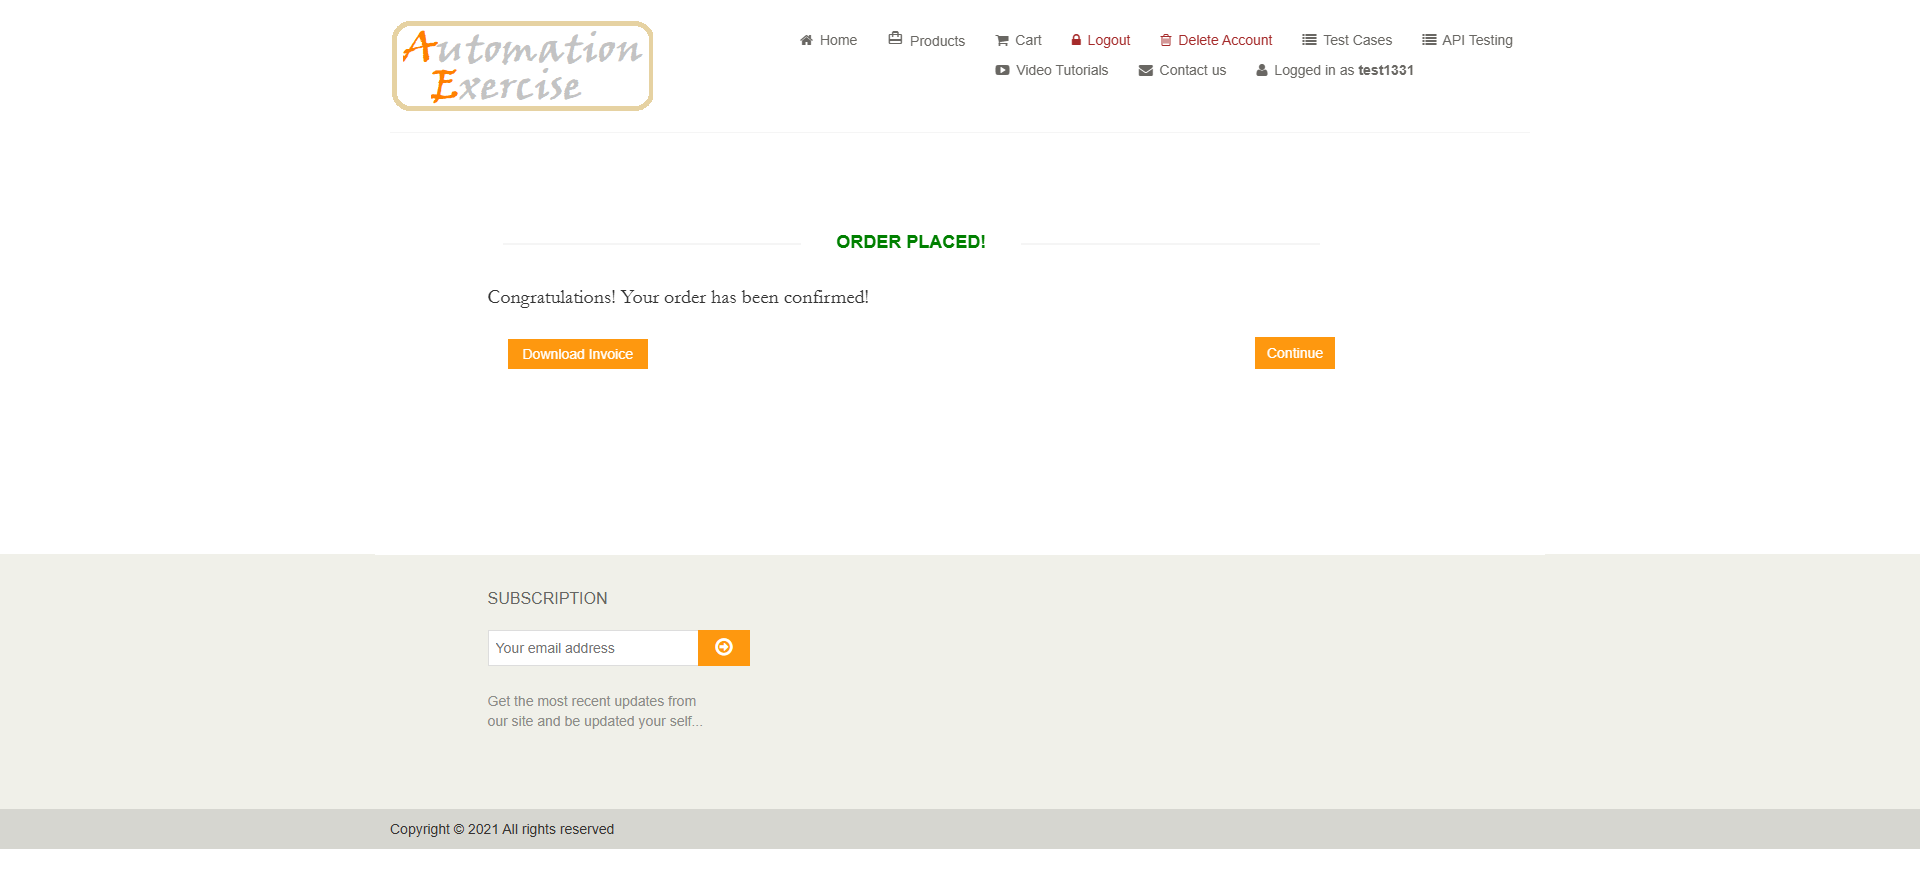 Automation
Exercise
Home Products Cart Logout Delete Account Test Cases API Testing
Video Tutorials Contact us Logged in as test1331
ORDER PLACED!
Congratulations! Your order has been confirmed!
Download Invoice Continue
SUBSCRIPTION
Your email address
Get the most recent updates from
our site and be updated your self...
Copyright © 2021 All rights reserved